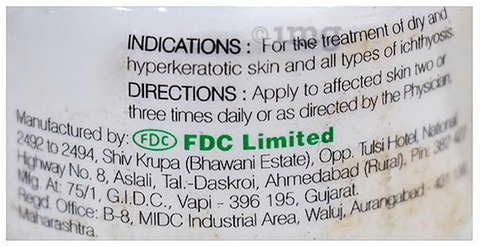 1mg
INDICATIONS : For the treatment of dry and
hyperkeratotic skin and all types of ichthyosis.
DIRECTIONS : Apply to affected skin two or
three times daily or as directed by the Physician.
Manufactured by: FDC FDC Limited
2492 to 2494, Shiv Krupa (Bhawani Estate), Opp. Tulsi Hotel, National
Highway No. 8, Aslali, Tal.-Daskroi, Ahmedabad (Rural), Pin: 382
Mfg. At: 75/1, G.I.D.C., Vapi - 396 195, Gujarat.
Regd. Office: B-8, MIDC Industrial Area, Waluj, Aurangabad - 431
Maharashtra.